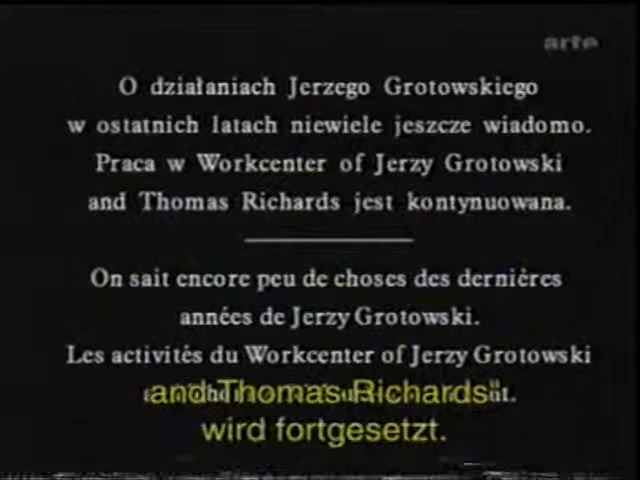 arte
O działaniach Jerzego Grotowskiego
w ostatnich latach niewiele jeszcze wiadomo.
Praca w Workcenter of Jerzy Grotowski
and Thomas Richards jest kontynuowana.
On sait encore peu de choses des dernières
années de Jerzy Grotowski.
Les activités du Workcenter of Jerzy Grotowski
and Thomas Richards
wird fortgesetzt.